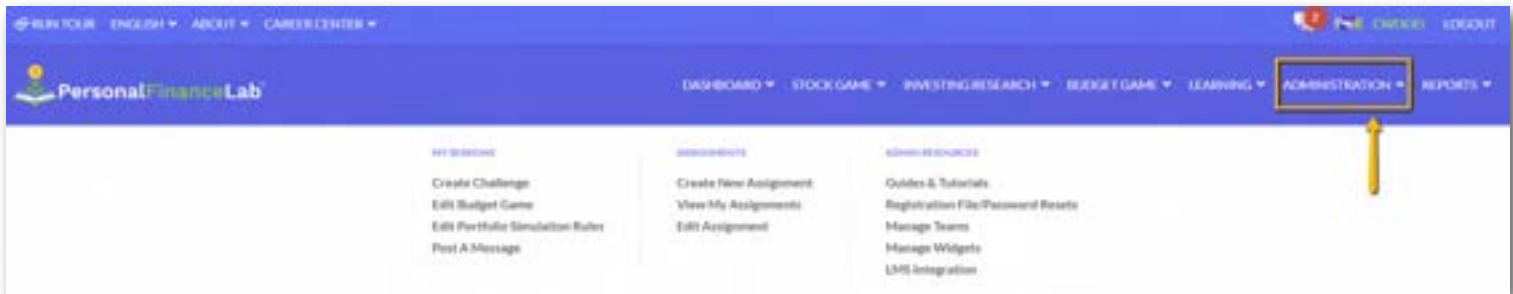 RUN TOUR ENGLISH ABOUT CAREER CENTER LOGOUT
PersonalFinanceLab
DASHBOARD STOCK GAME INVESTING RESEARCH BUDGET GAME LEARNING ADMINISTRATION REPORTS
MY SESSIONS
Create Challenge
Edit Budget Game
Edit Portfolio Simulation Rules
Post A Message
ASSIGNMENTS
Create New Assignment
View My Assignments
Edit Assignment
ADMIN RESOURCES
Guides & Tutorials
Registration File/Password Resets
Manage Teams
Manage Widgets
LMS Integration